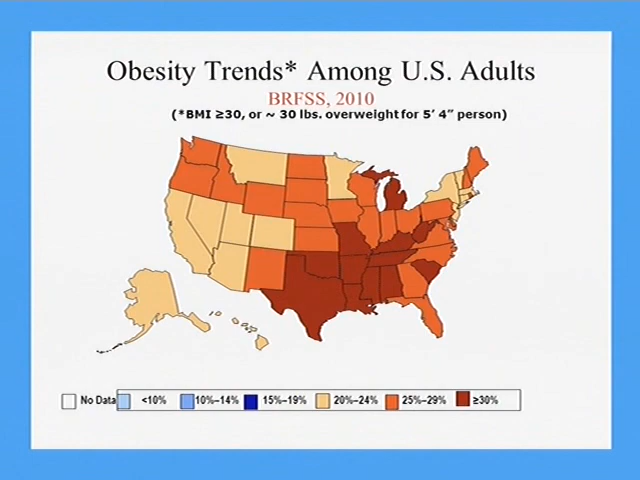 Obesity Trends* Among U.S. Adults
BRFSS, 2010
(*BMI ≥30, or ~ 30 lbs. overweight for 5’ 4” person)
No Data <10% 10%–14% 15%–19% 20%–24% 25%–29% ≥30%